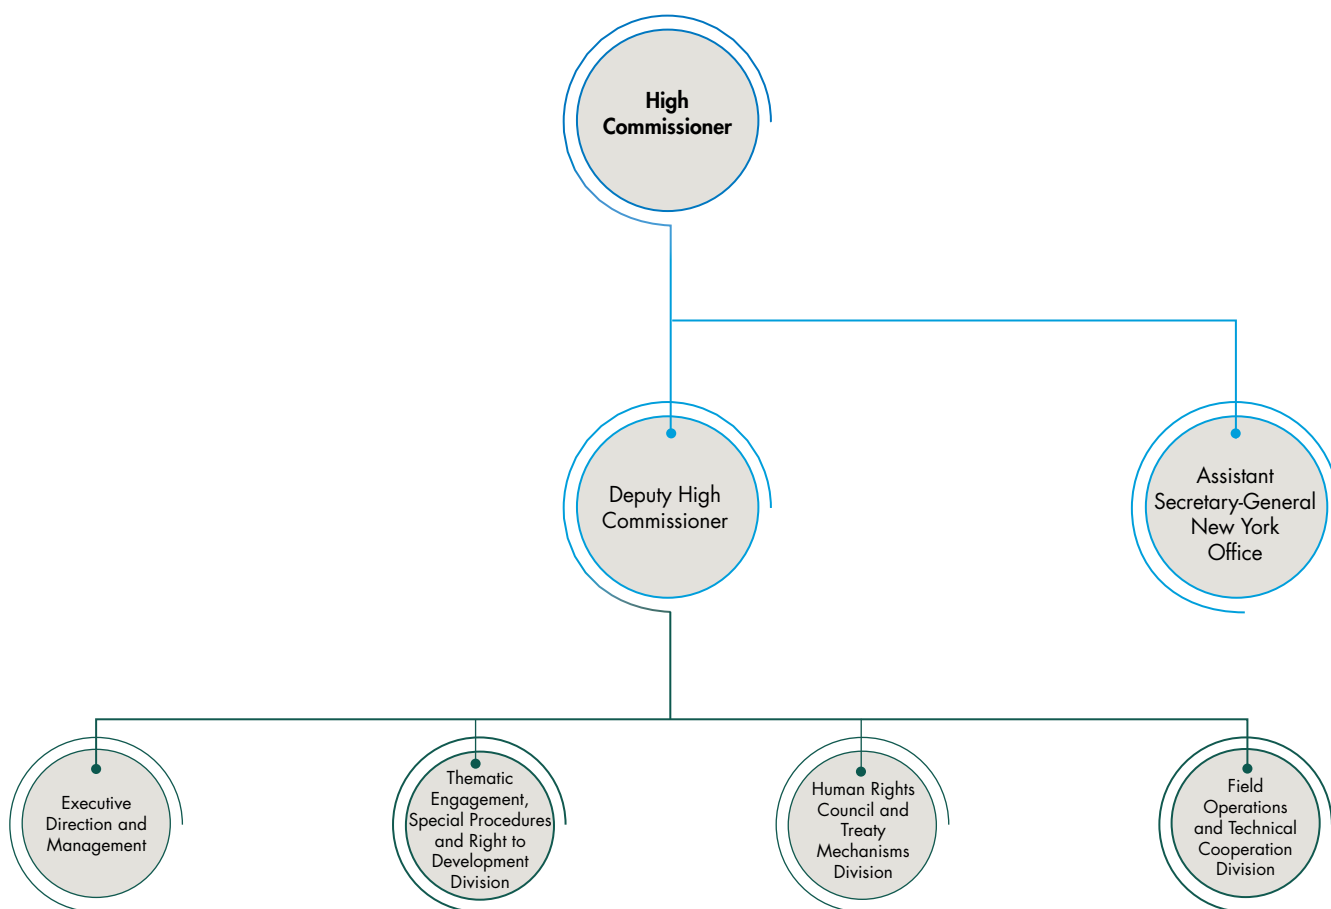 High
Commissioner
Deputy High
Commissioner
Assistant
Secretary-General
New York
Office
Executive
Direction and
Management
Thematic
Engagement,
Special Procedures
and Right to
Development
Division
Human Rights
Council and
Treaty
Mechanisms
Division
Field
Operations
and Technical
Cooperation
Division